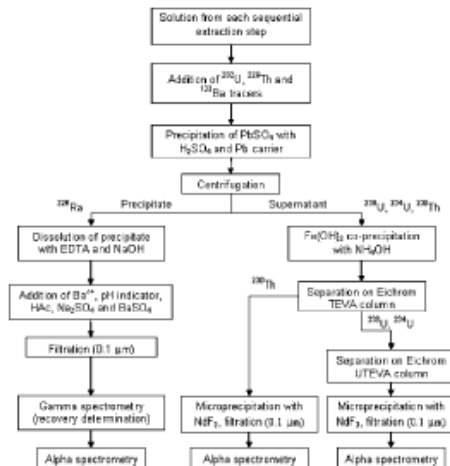 Solution from each sequential
extraction step
Addition of ²³²U, ²²⁹Th and
¹³³Ba tracers
Precipitation of PbSO₄ with
H₂SO₄ and Pb carrier
Centrifugation
²²⁶Ra
Precipitate
Supernatant
²³⁸U, ²³⁴U, ²³⁰Th
Dissolution of precipitate
with EDTA and NaOH
Fe(OH)₃ co-precipitation
with NH₄OH
Addition of Ba²⁺, pH indicator,
HAc, Na₂SO₄ and BaSO₄
²³⁰Th
Separation on Eichrom
TEVA column
²³⁸U, ²³⁴U
Filtration (0.1 µm)
Separation on Eichrom
UTEVA column
Gamma spectrometry
(recovery determination)
Microprecipitation with
NdF₃, filtration (0.1 µm)
Microprecipitation with
NdF₃, filtration (0.1 µm)
Alpha spectrometry
Alpha spectrometry
Alpha spectrometry